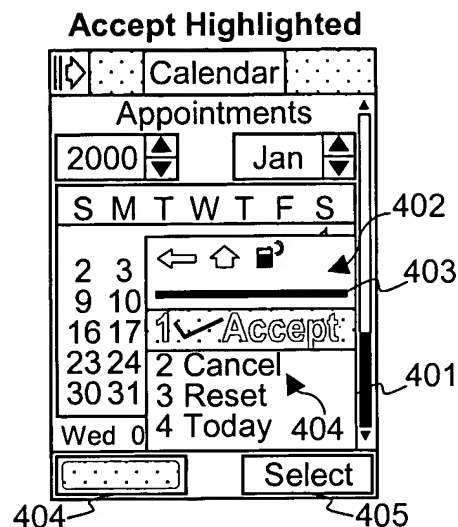 Accept Highlighted
Calendar
Appointments
2000 Jan
S M T W T F S
402
2 3
403
9 10
16 17 1 Accept
23 24 2 Cancel
401
30 31 3 Reset
Wed 0 4 Today 404
Select
404 405